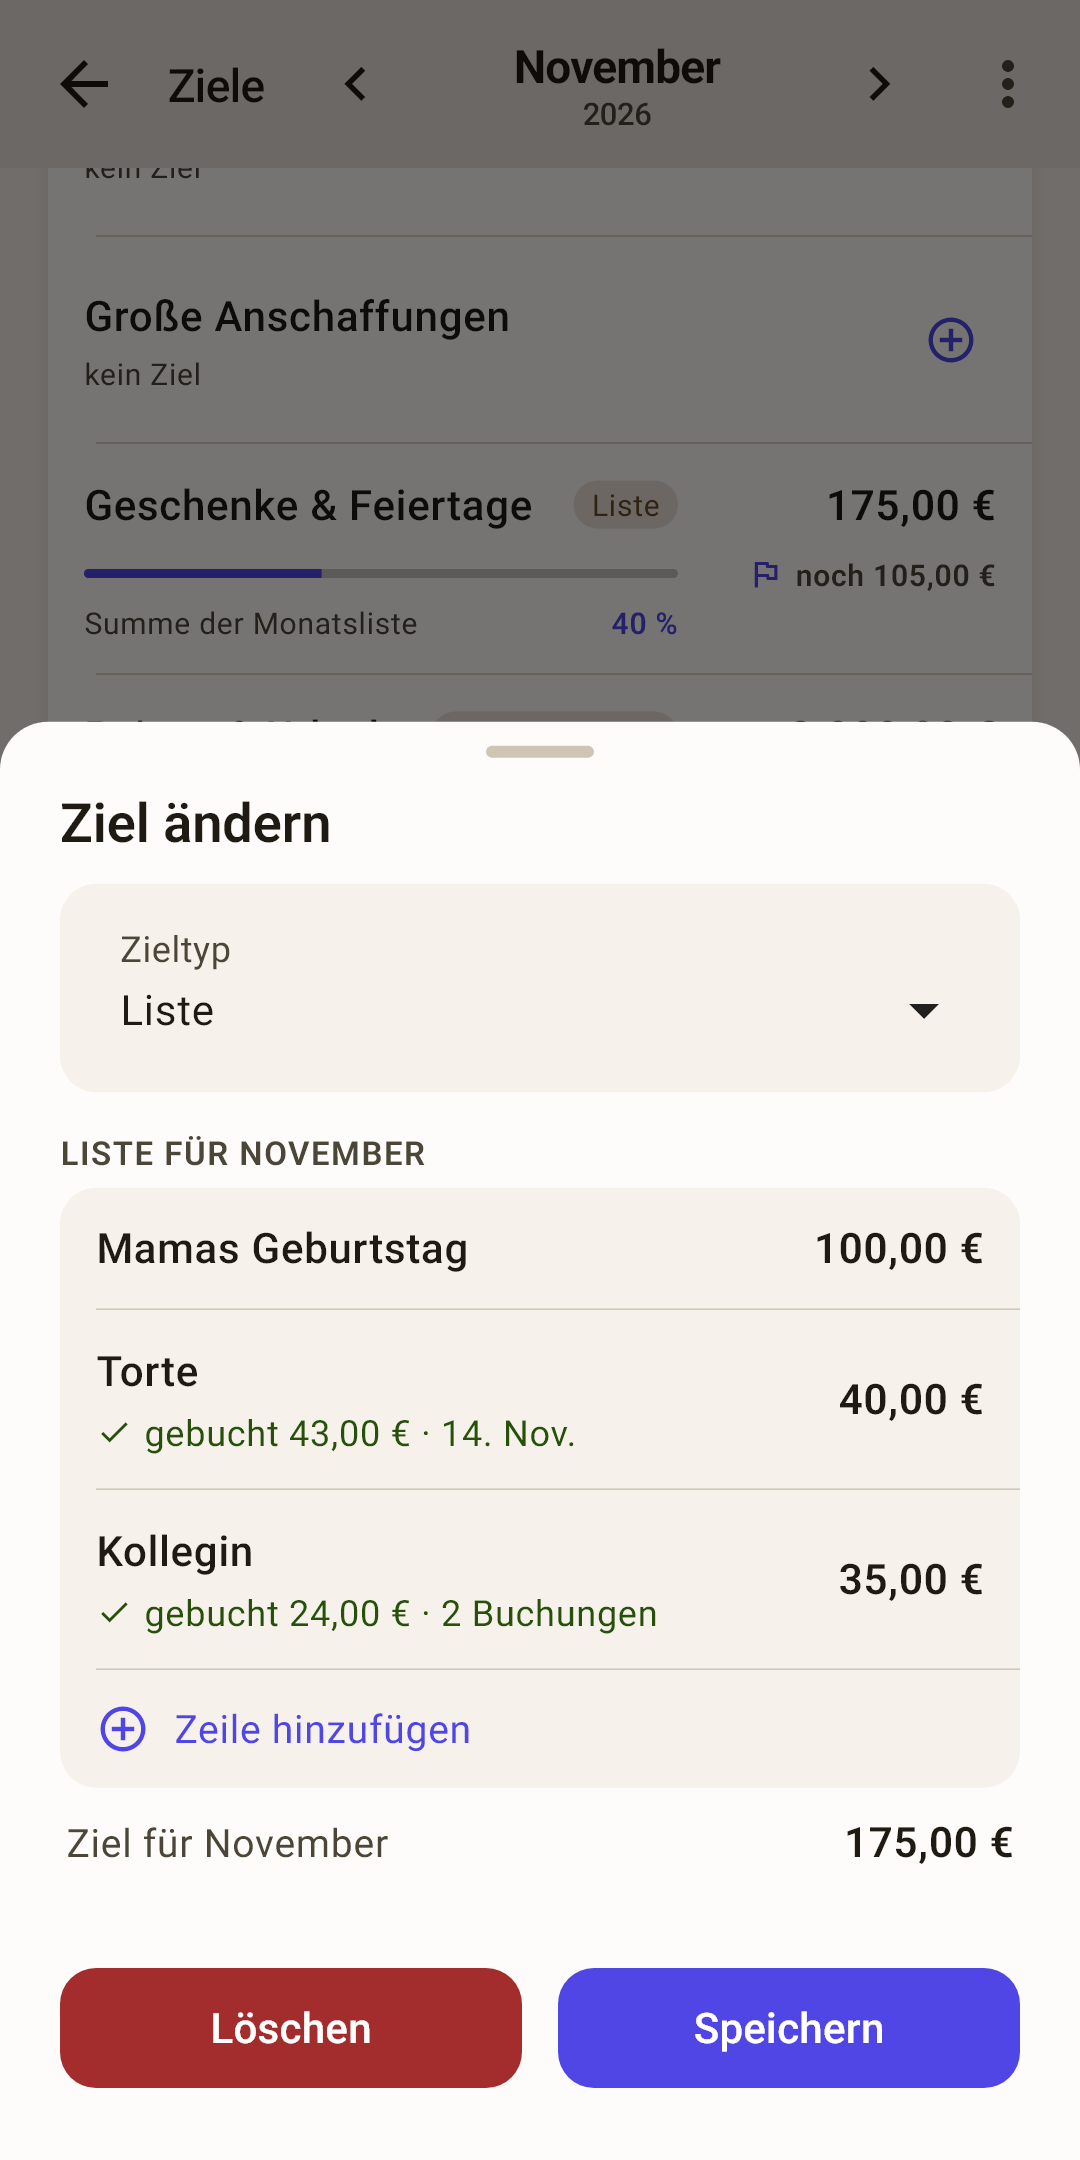 Ziele
November
2026
kein Ziel
Große Anschaffungen
kein Ziel
Geschenke & Feiertage
Liste
175,00 €
noch 105,00 €
Summe der Monatsliste
40 %
Ziel ändern
Zieltyp
Liste
LISTE FÜR NOVEMBER
Mamas Geburtstag
100,00 €
Torte
40,00 €
gebucht 43,00 € · 14. Nov.
Kollegin
35,00 €
gebucht 24,00 € · 2 Buchungen
Zeile hinzufügen
Ziel für November
175,00 €
Löschen
Speichern